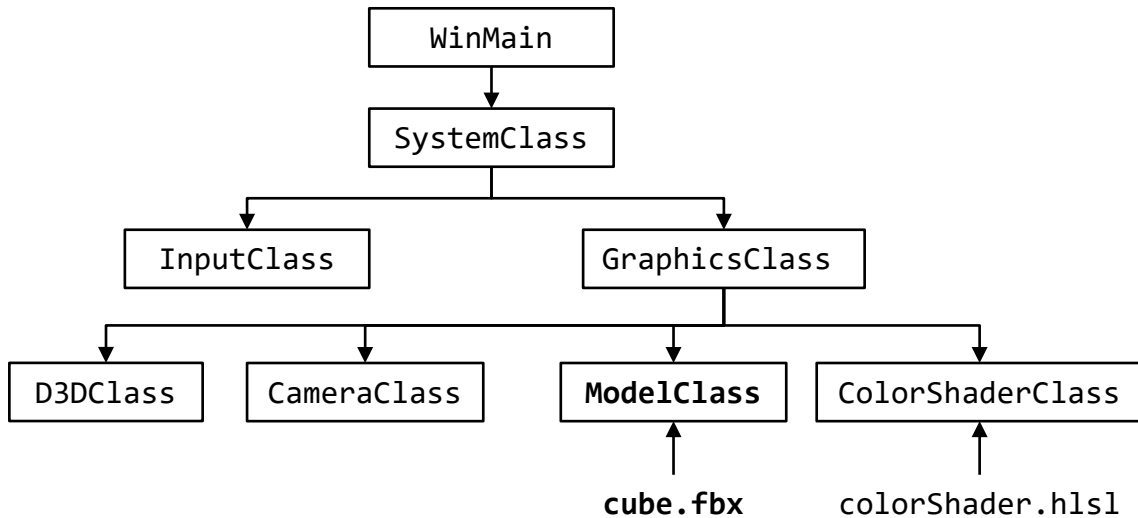 WinMain
SystemClass
InputClass
GraphicsClass
D3DClass
CameraClass
ModelClass
ColorShaderClass
cube.fbx
colorShader.hlsl